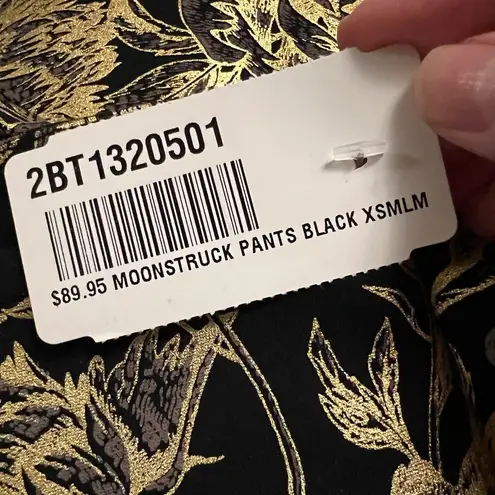 2BT1320501
$89.95 MOONSTRUCK PANTS BLACK XSMLM